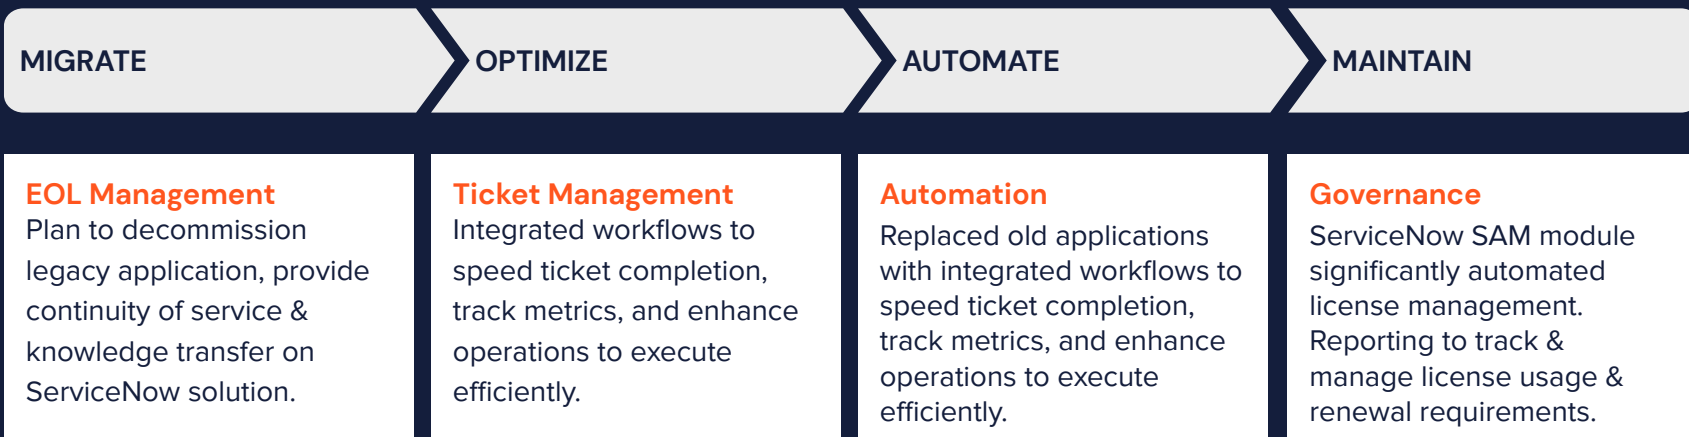 MIGRATE
OPTIMIZE
AUTOMATE
MAINTAIN
EOL Management
Plan to decommission
legacy application, provide
continuity of service &
knowledge transfer on
ServiceNow solution.
Ticket Management
Integrated workflows to
speed ticket completion,
track metrics, and enhance
operations to execute
efficiently.
Automation
Replaced old applications
with integrated workflows to
speed ticket completion,
track metrics, and enhance
operations to execute
efficiently.
Governance
ServiceNow SAM module
significantly automated
license management.
Reporting to track &
manage license usage &
renewal requirements.